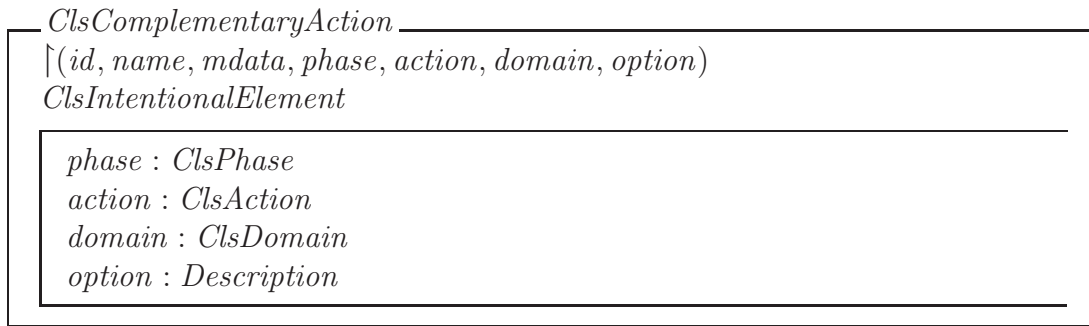 ClsComplementaryAction
↾(id, name, mdata, phase, action, domain, option)
ClsIntentionalElement
phase : ClsPhase
action : ClsAction
domain : ClsDomain
option : Description